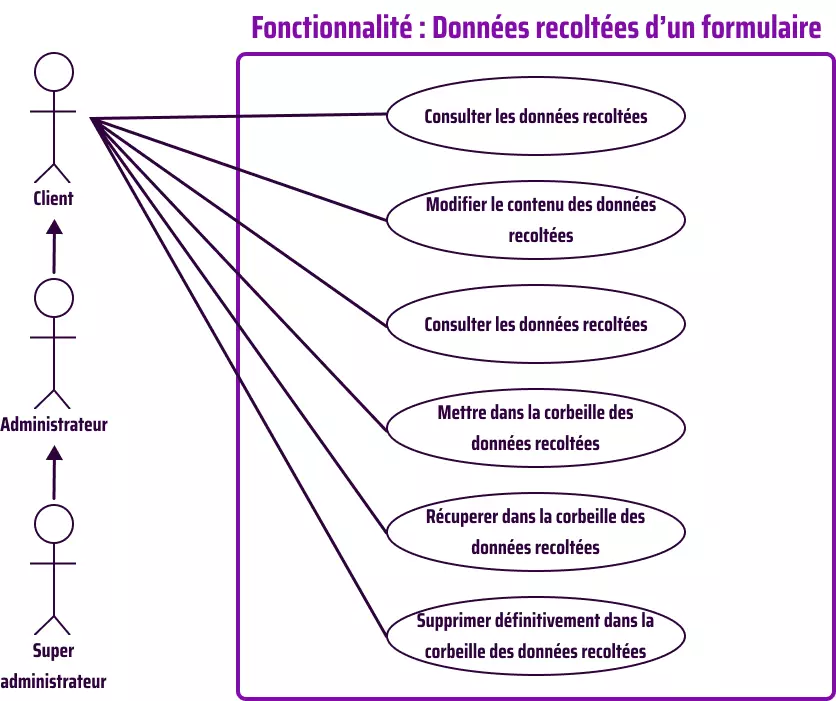 Fonctionnalité : Données recoltées d'un formulaire
Consulter les données recoltées
Client
Modifier le contenu des données
recoltées
Consulter les données recoltées
Administrateur
Mettre dans la corbeille des
données recoltées
Récuperer dans la corbeille des
données recoltées
Super
administrateur
Supprimer définitivement dans la
corbeille des données recoltées